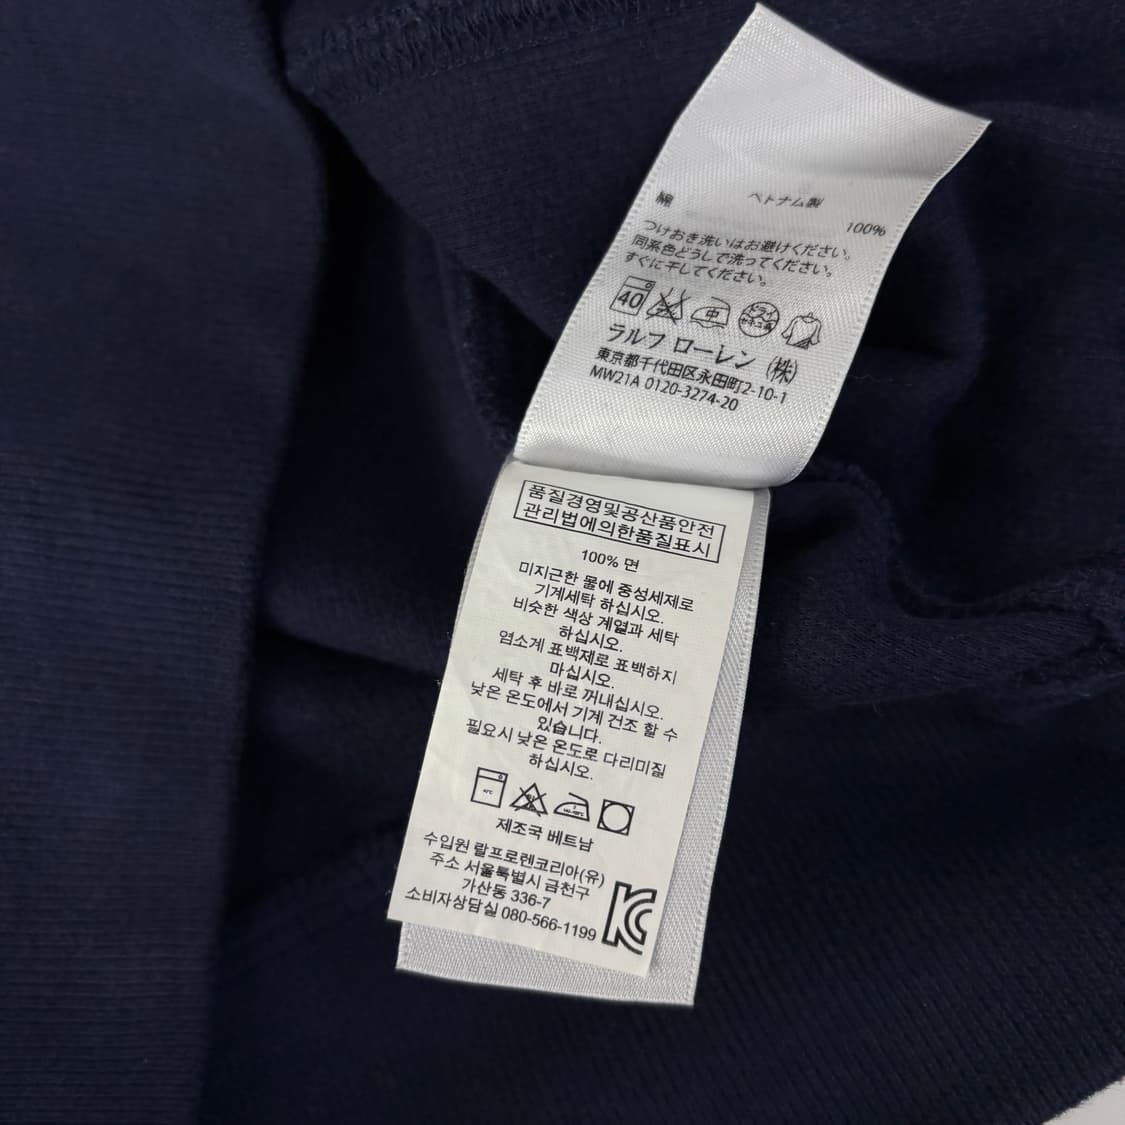 ベトナム製
綿 100%
つけおき洗いはお避けください。
同系色どうしで洗ってください。
すぐに干してください。
40 中 ドライ セキユ系
ラルフ ローレン (株)
東京都千代田区永田町2-10-1
MW21A 0120-3274-20
품질경영및공산품안전
관리법에의한품질표시
100% 면
미지근한 물에 중성세제로
기계세탁 하십시오.
비슷한 색상 계열과 세탁
하십시오.
염소계 표백제로 표백하지
마십시오.
세탁 후 바로 꺼내십시오.
낮은 온도에서 기계 건조 할 수
있습니다.
필요시 낮은 온도로 다리미질
하십시오.
제조국 베트남
수입원 랄프로렌코리아(유)
주소 서울특별시 금천구
가산동 336-7
소비자상담실 080-566-1199